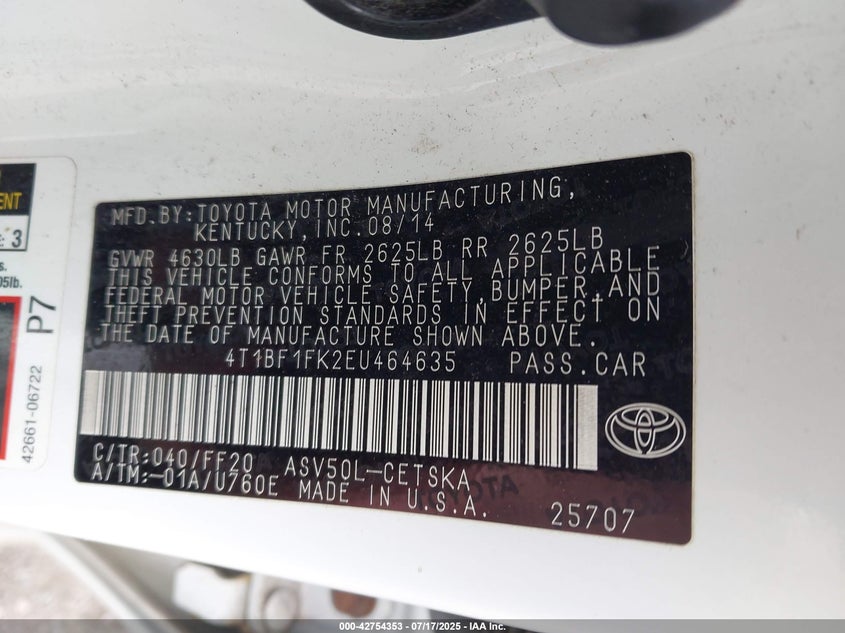 ENT
: 3
s.
05lb.
P7
42661-06722
MFD.BY:TOYOTA MOTOR MANUFACTURING,
KENTUCKY,INC.08/14
GVWR 4630LB GAWR FR 2625LB RR 2625LB
THIS VEHICLE CONFORMS TO ALL APPLICABLE
FEDERAL MOTOR VEHICLE SAFETY,BUMPER,AND
THEFT PREVENTION STANDARDS IN EFFECT ON
THE DATE OF MANUFACTURE SHOWN ABOVE.
4T1BF1FK2EU464635 PASS.CAR
C/TR:040/FF20 ASV50L-CETSKA
A/TM:-01A/U760E MADE IN U.S.A.
25707
000-42754353 - 07/17/2025 - IAA Inc.